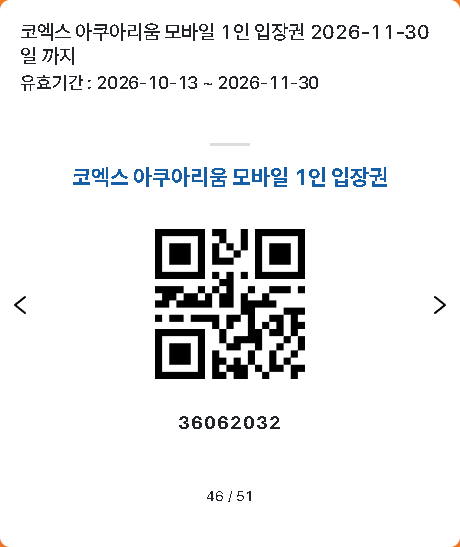 코엑스 아쿠아리움 모바일 1인 입장권 2026-11-30
일 까지
유효기간 : 2026-10-13 ~ 2026-11-30
코엑스 아쿠아리움 모바일 1인 입장권
36062032
46 / 51